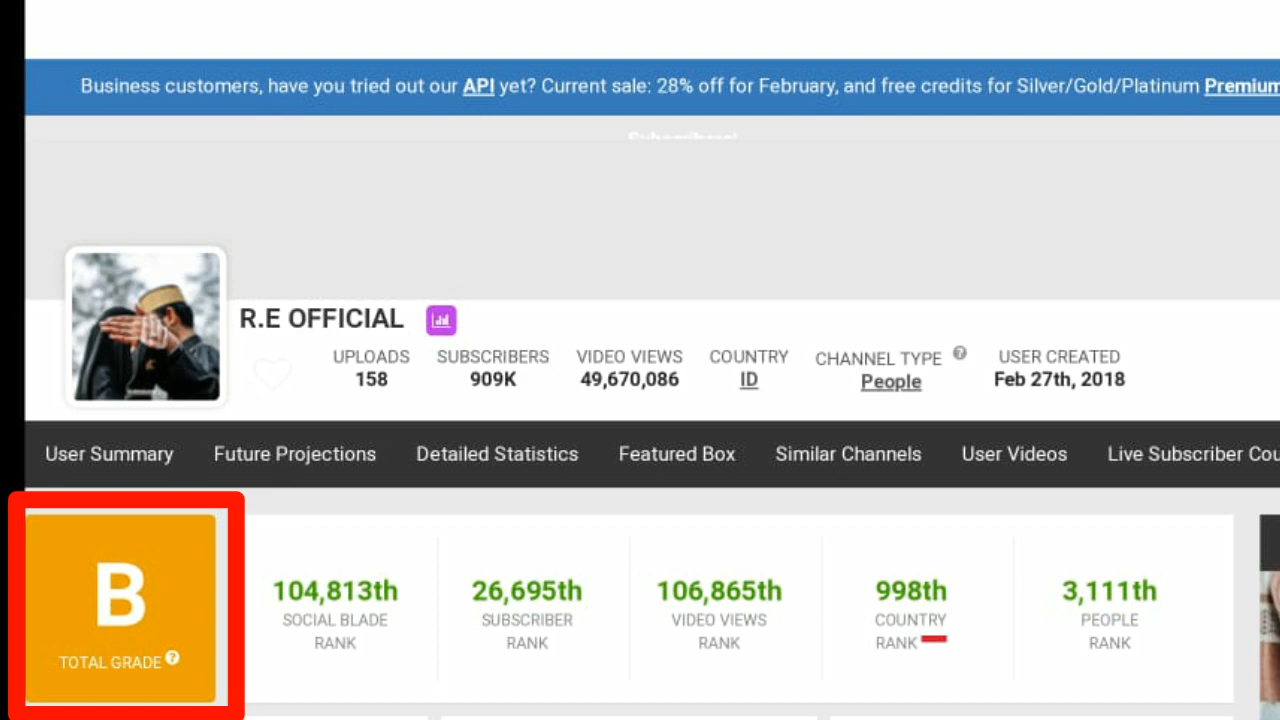 Business customers, have you tried out our API yet? Current sale: 28% off for February, and free credits for Silver/Gold/Platinum Premium
R.E OFFICIAL
UPLOADS SUBSCRIBERS VIDEO VIEWS COUNTRY CHANNEL TYPE ? USER CREATED
158 909K 49,670,086 ID People Feb 27th, 2018
User Summary Future Projections Detailed Statistics Featured Box Similar Channels User Videos Live Subscriber
B
TOTAL GRADE ?
104,813th 26,695th 106,865th 998th 3,111th
SOCIAL BLADE SUBSCRIBER VIDEO VIEWS COUNTRY PEOPLE
RANK RANK RANK RANK RANK